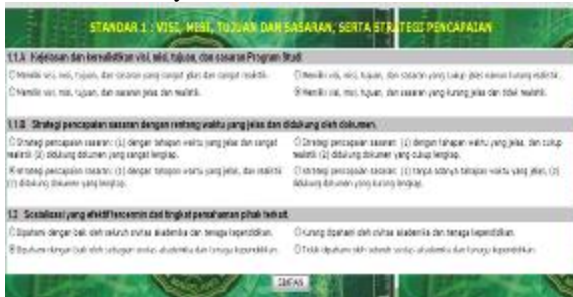 STANDAR 1 : VISI, MISI, TUJUAN DAN SASARAN, SERTA STRATEGI PENCAPAIAN
1.1.A Kejelasan dan kerealistikan visi, misi, tujuan, dan sasaran Program Studi
Memiliki visi, misi, tujuan, dan sasaran yang sangat jelas dan sangat realistik.
Memiliki visi, misi, tujuan, dan sasaran yang cukup jelas namun kurang realistik.
Memiliki visi, misi, tujuan, dan sasaran jelas dan realistik.
Memiliki visi, misi, tujuan, dan sasaran yang kurang jelas dan tidak realistik.
1.1.B Strategi pencapaian sasaran dengan rentang waktu yang jelas dan didukung oleh dokumen.
Strategi pencapaian sasaran: (1) dengan tahapan waktu yang jelas dan sangat
realistik (2) didukung dokumen yang sangat lengkap.
Strategi pencapaian sasaran: (1) dengan tahapan waktu yang jelas, dan cukup
realistik (2) didukung dokumen yang cukup lengkap.
Strategi pencapaian sasaran: (1) dengan tahapan waktu yang jelas, dan realistik
(2) didukung dokumen yang lengkap.
Strategi pencapaian sasaran: (1) tanpa adanya tahapan waktu yang jelas, (2)
didukung dokumen yang kurang lengkap.
1.2 Sosialisasi yang efektif tercermin dari tingkat pemahaman pihak terkait.
Dipahami dengan baik oleh seluruh sivitas akademika dan tenaga kependidikan.
Kurang dipahami oleh sivitas akademika dan tenaga kependidikan.
Dipahami dengan baik oleh sebagian sivitas akademika dan tenaga kependidikan.
Tidak dipahami oleh seluruh sivitas akademika dan tenaga kependidikan.
SIMPAN